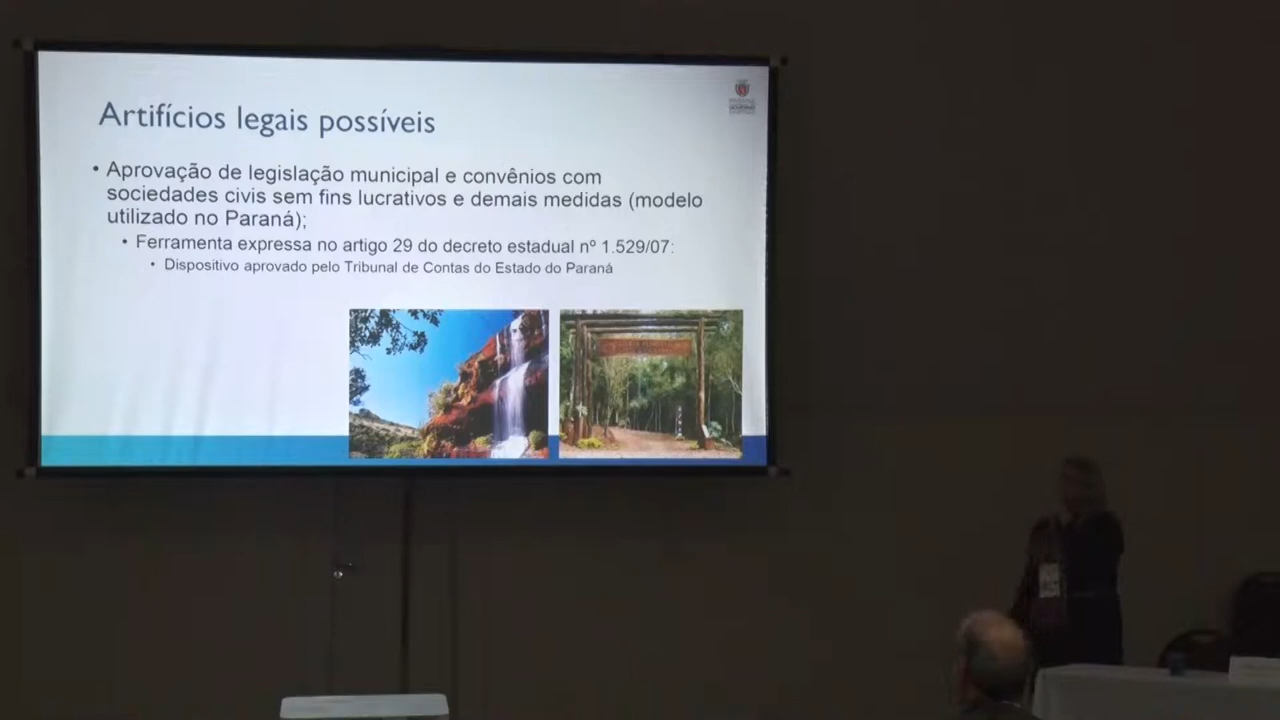 Artifícios legais possíveis
• Aprovação de legislação municipal e convênios com
sociedades civis sem fins lucrativos e demais medidas (modelo
utilizado no Paraná);
• Ferramenta expressa no artigo 29 do decreto estadual nº 1.529/07:
• Dispositivo aprovado pelo Tribunal de Contas do Estado do Paraná